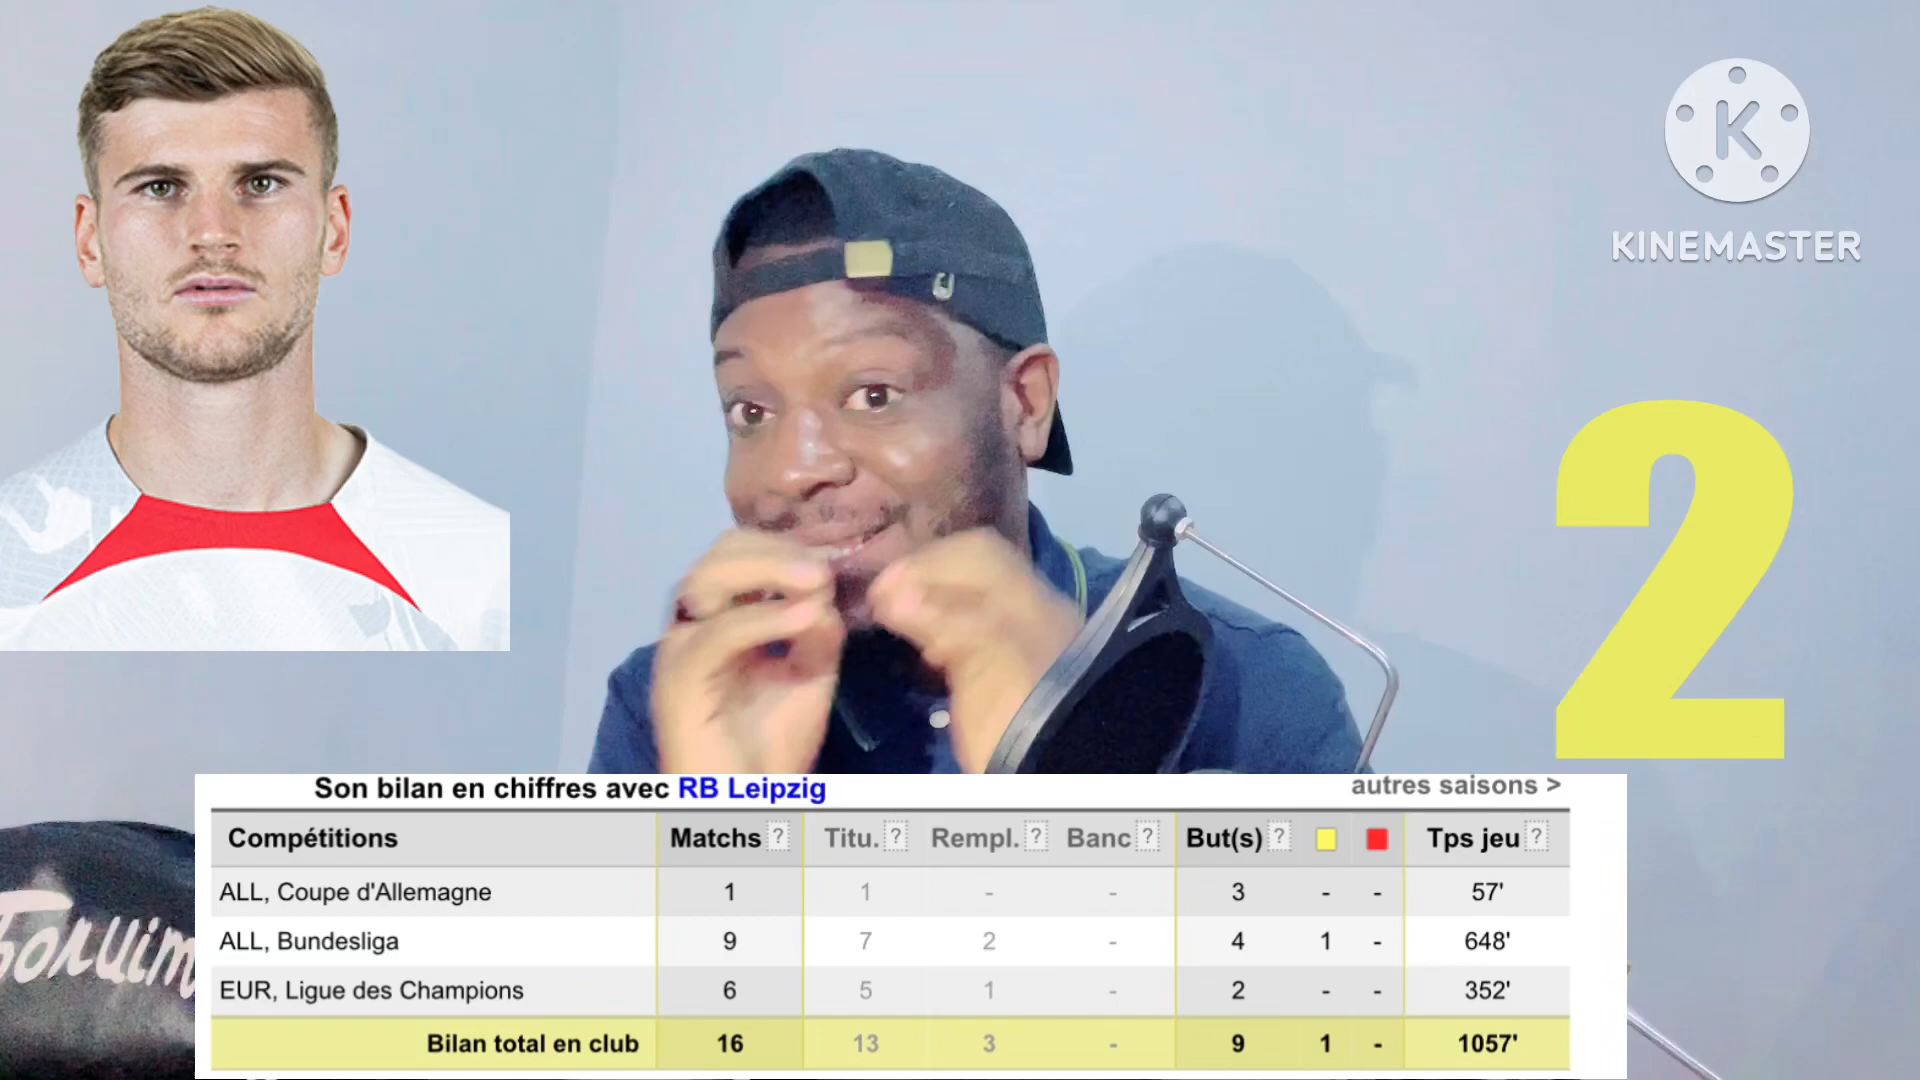 K
KINEMASTER
2
Son bilan en chiffres avec RB Leipzig autres saisons >
Compétitions Matchs ? Titu. ? Rempl. ? Banc ? But(s) ? Tps jeu ?
ALL, Coupe d'Allemagne 1 1 - - 3 - - 57'
ALL, Bundesliga 9 7 2 - 4 1 - 648'
EUR, Ligue des Champions 6 5 1 - 2 - - 352'
Bilan total en club 16 13 3 - 9 1 - 1057'